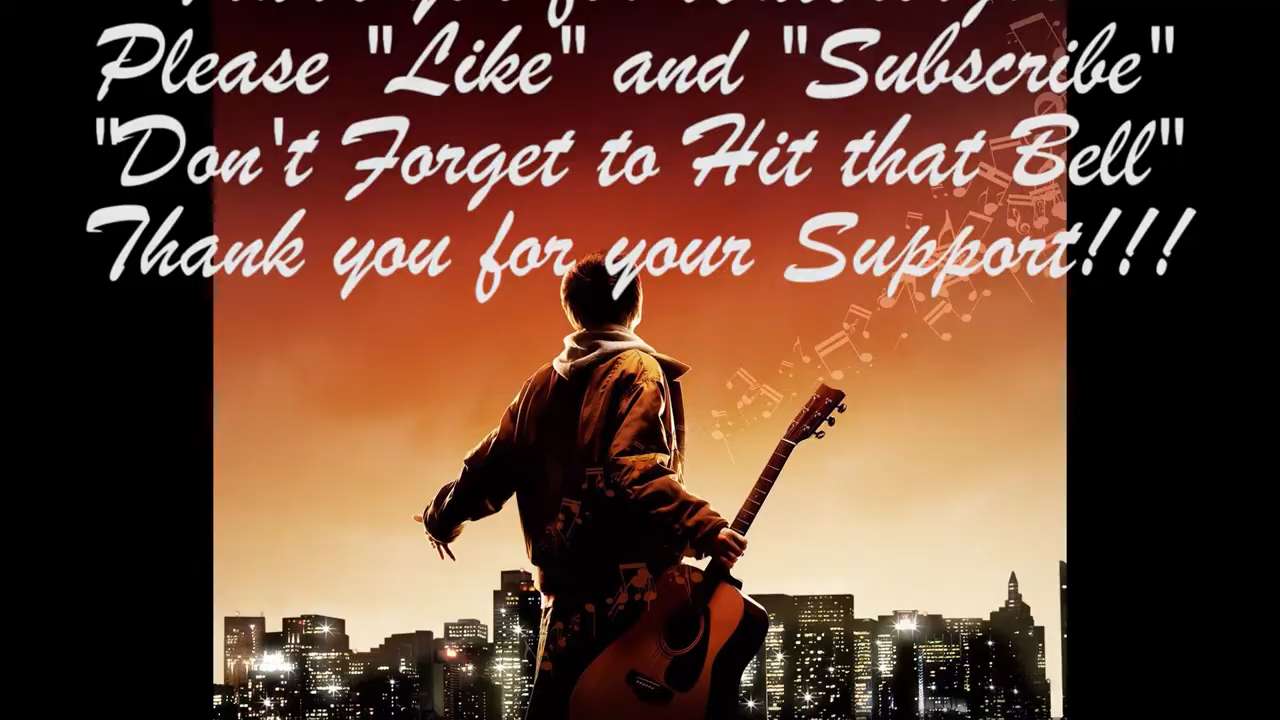 Please "Like" and "Subscribe"
"Don't Forget to Hit that Bell"
Thank you for your Support!!!